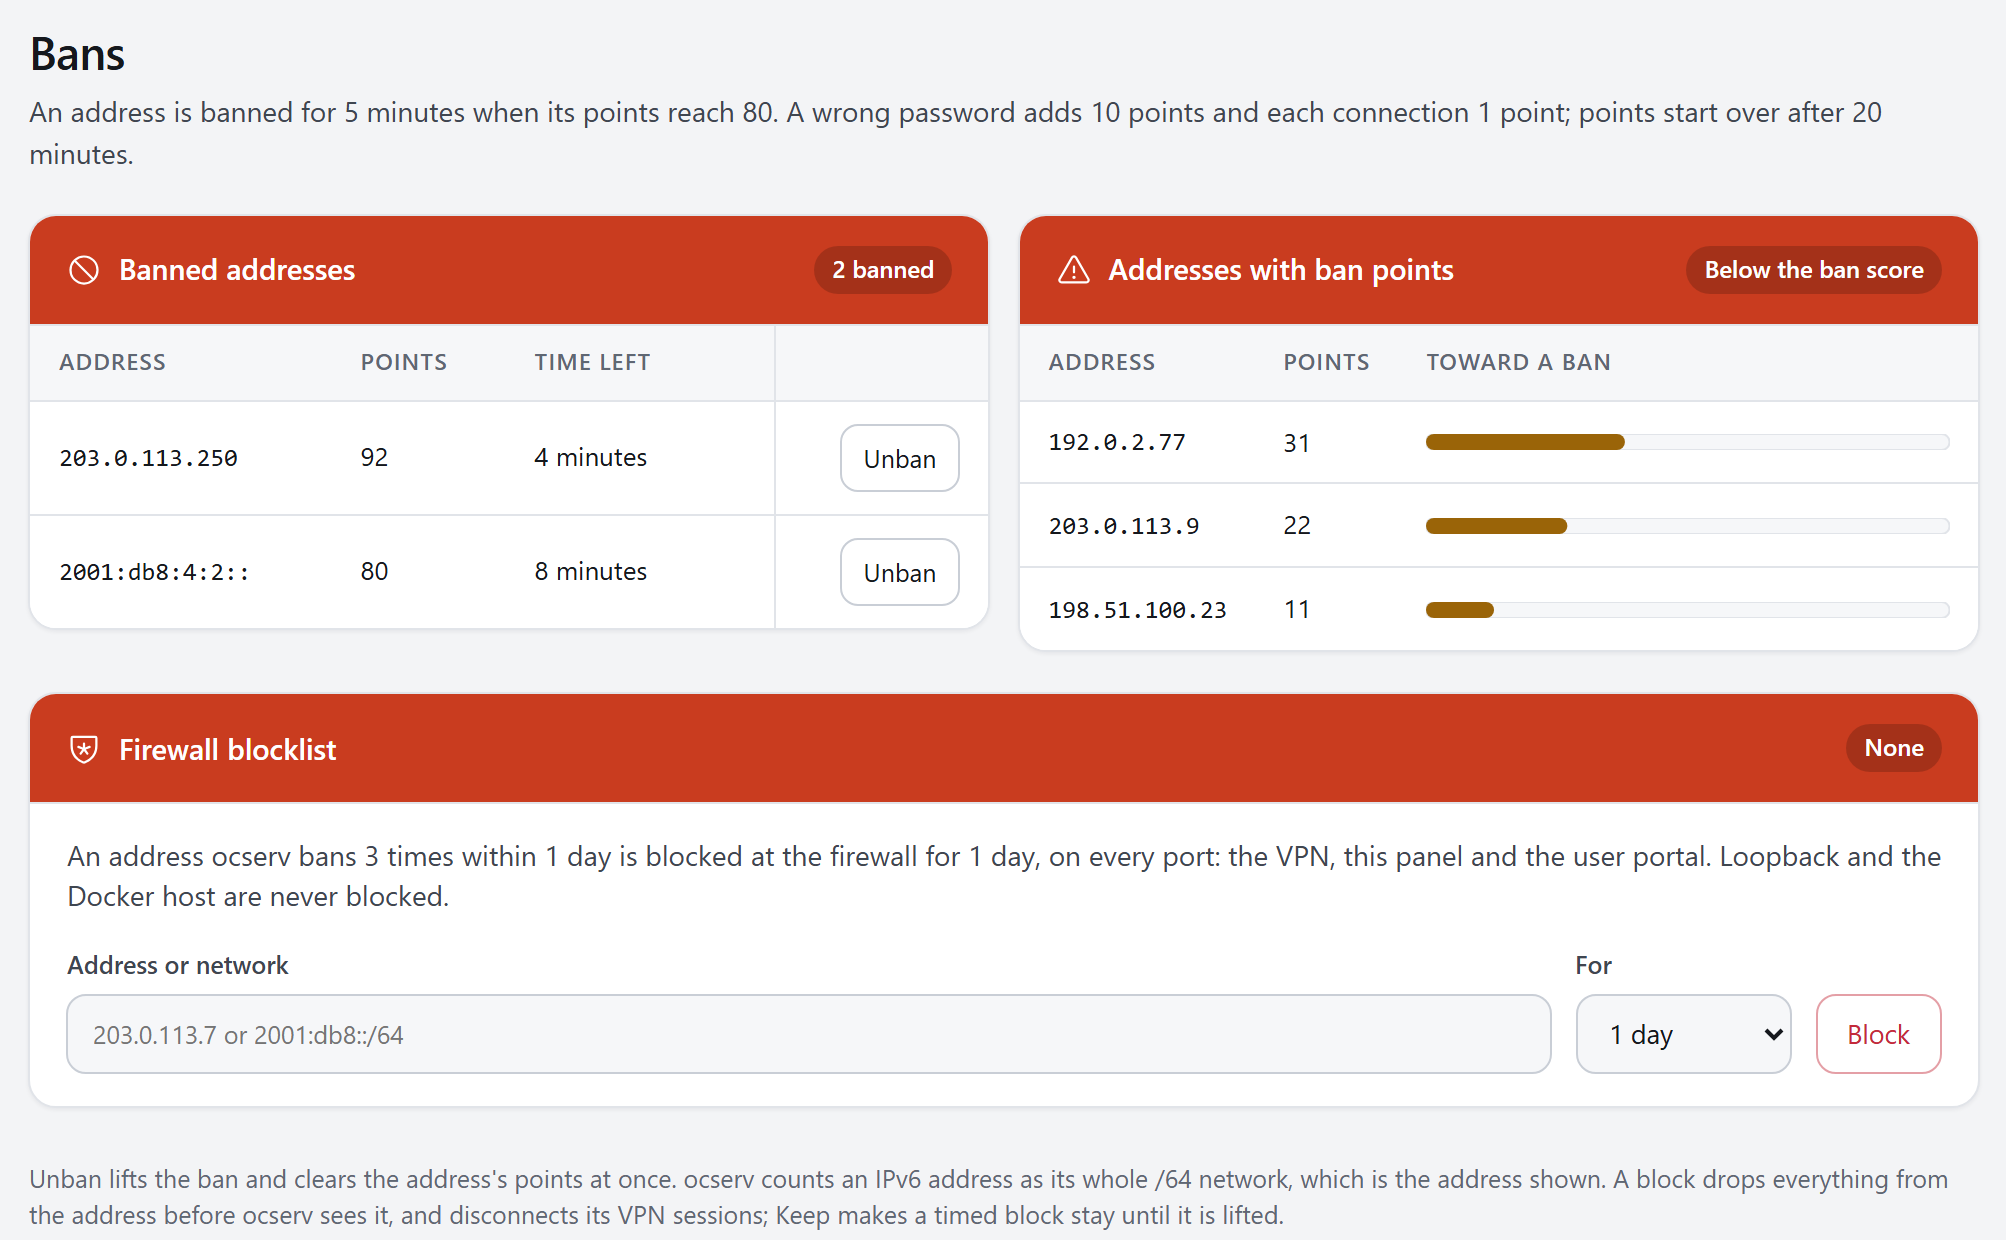 Bans
An address is banned for 5 minutes when its points reach 80. A wrong password adds 10 points and each connection 1 point; points start over after 20
minutes.
Banned addresses
2 banned
ADDRESS POINTS TIME LEFT
203.0.113.250 92 4 minutes Unban
2001:db8:4:2:: 80 8 minutes Unban
Addresses with ban points
Below the ban score
ADDRESS POINTS TOWARD A BAN
192.0.2.77 31
203.0.113.9 22
198.51.100.23 11
Firewall blocklist
None
An address ocserv bans 3 times within 1 day is blocked at the firewall for 1 day, on every port: the VPN, this panel and the user portal. Loopback and the
Docker host are never blocked.
Address or network
For
203.0.113.7 or 2001:db8::/64
1 day
Block
Unban lifts the ban and clears the address's points at once. ocserv counts an IPv6 address as its whole /64 network, which is the address shown. A block drops everything from
the address before ocserv sees it, and disconnects its VPN sessions; Keep makes a timed block stay until it is lifted.